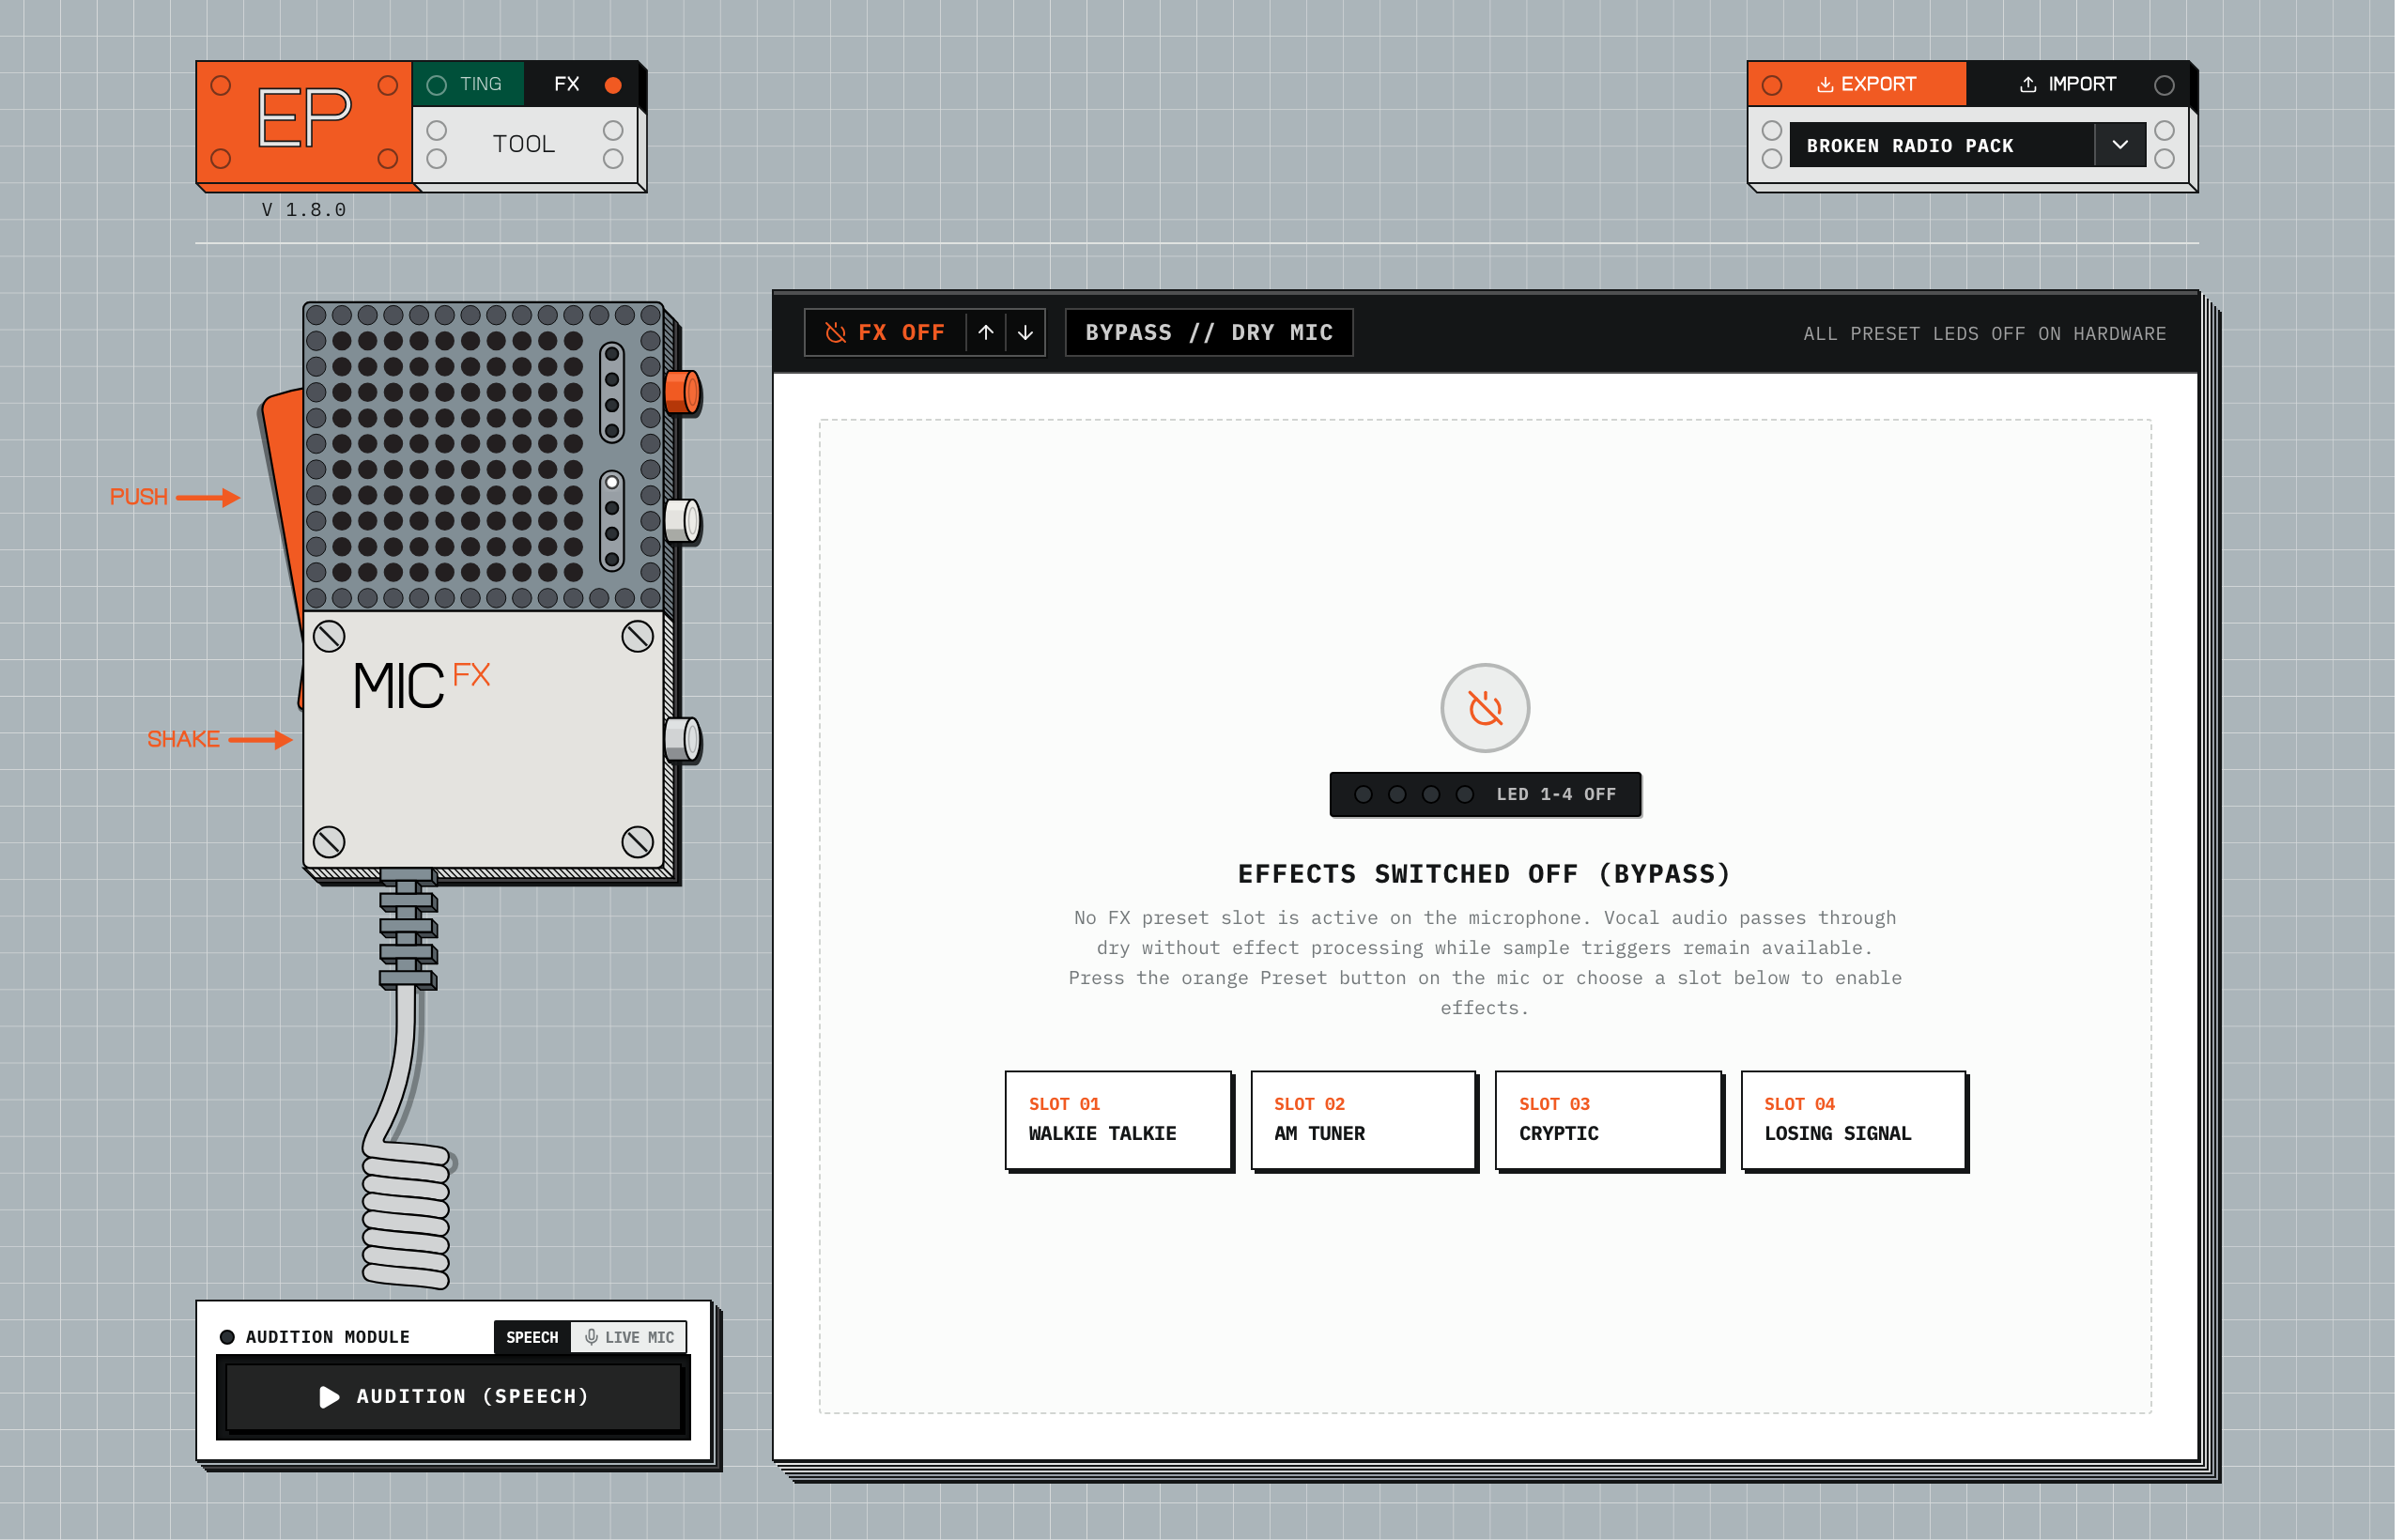 EP
TING
FX
TOOL
V 1.8.0
EXPORT
IMPORT
BROKEN RADIO PACK
PUSH
SHAKE
MIC FX
FX OFF
BYPASS // DRY MIC
ALL PRESET LEDS OFF ON HARDWARE
LED 1-4 OFF
EFFECTS SWITCHED OFF (BYPASS)
No FX preset slot is active on the microphone. Vocal audio passes through
dry without effect processing while sample triggers remain available.
Press the orange Preset button on the mic or choose a slot below to enable
effects.
SLOT 01
WALKIE TALKIE
SLOT 02
AM TUNER
SLOT 03
CRYPTIC
SLOT 04
LOSING SIGNAL
AUDITION MODULE
SPEECH
LIVE MIC
AUDITION (SPEECH)